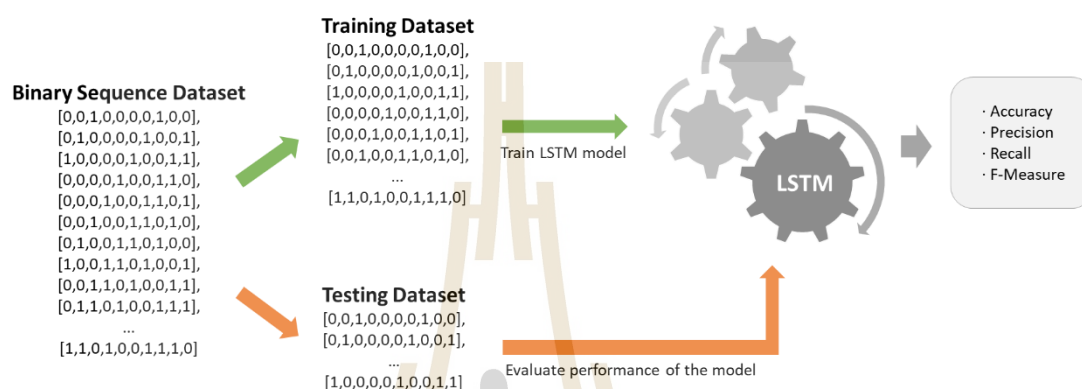 Binary Sequence Dataset
[0,0,1,0,0,0,0,1,0,0],
[0,1,0,0,0,0,1,0,0,1],
[1,0,0,0,0,1,0,0,1,1],
[0,0,0,0,1,0,0,1,1,0],
[0,0,0,1,0,0,1,1,0,1],
[0,0,1,0,0,1,1,0,1,0],
[0,1,0,0,1,1,0,1,0,0],
[1,0,0,1,1,0,1,0,0,1],
[0,0,1,1,0,1,0,0,1,1],
[0,1,1,0,1,0,0,1,1,1],
...
[1,1,0,1,0,0,1,1,1,0]
Training Dataset
[0,0,1,0,0,0,0,1,0,0],
[0,1,0,0,0,0,1,0,0,1],
[1,0,0,0,0,1,0,0,1,1],
[0,0,0,0,1,0,0,1,1,0],
[0,0,0,1,0,0,1,1,0,1],
[0,0,1,0,0,1,1,0,1,0],
...
[1,1,0,1,0,0,1,1,1,0]
Testing Dataset
[0,0,1,0,0,0,0,1,0,0],
[0,1,0,0,0,0,1,0,0,1],
...
[1,0,0,0,0,1,0,0,1,1]
Train LSTM model
Evaluate performance of the model
LSTM
· Accuracy
· Precision
· Recall
· F-Measure